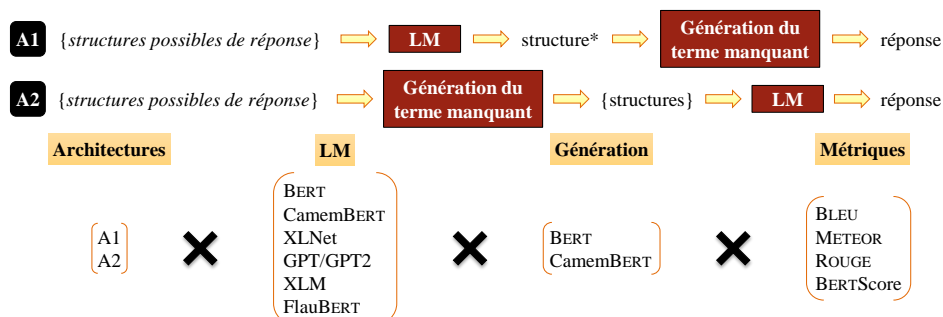 A1 {structures possibles de réponse} LM structure* Génération du terme manquant réponse
A2 {structures possibles de réponse} Génération du terme manquant {structures} LM réponse
Architectures LM Génération Métriques
A1
A2
BERT
CamemBERT
XLNet
GPT/GPT2
XLM
FlauBERT
BERT
CamemBERT
BLEU
METEOR
ROUGE
BERTScore